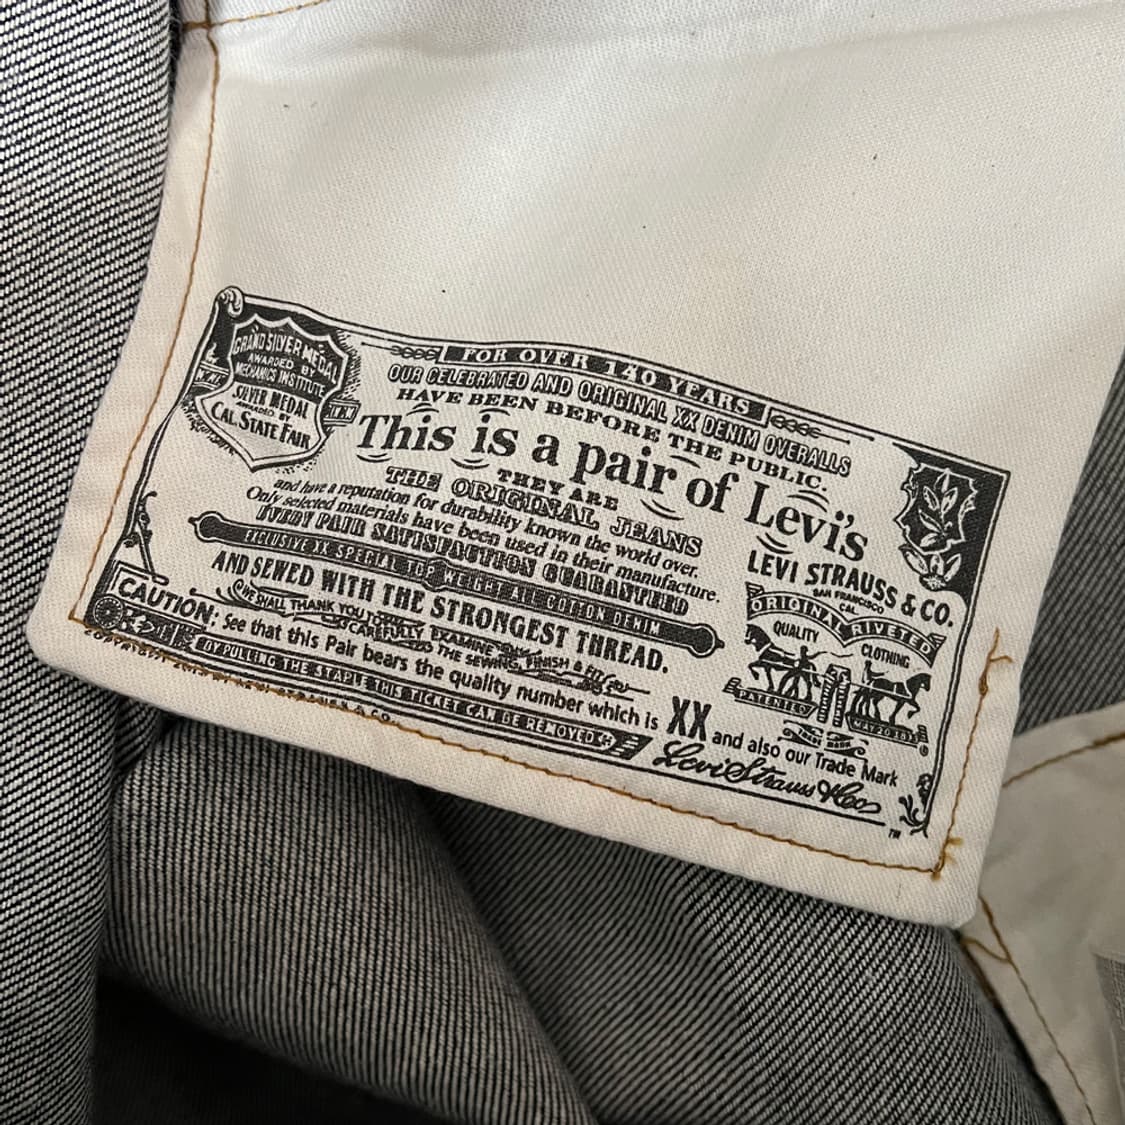 GRAND SILVER MEDAL
AWARDED BY
MECHANICS INSTITUTE
SILVER MEDAL
AWARDED BY
CAL. STATE FAIR
FOR OVER 140 YEARS
OUR CELEBRATED AND ORIGINAL XX DENIM OVERALLS
HAVE BEEN BEFORE THE PUBLIC.
This is a pair of Levi's
THEY ARE
THE ORIGINAL JEANS
and have a reputation for durability known the world over.
Only selected materials have been used in their manufacture.
EVERY PAIR SATISFACTION GUARANTEED
EXCLUSIVE XX SPECIAL TOP WEIGHT ALL COTTON DENIM
AND SEWED WITH THE STRONGEST THREAD.
WE SHALL THANK YOU TO
CAREFULLY EXAMINE
THE SEWING, FINISH & FIT
CAUTION: See that this Pair bears the quality number which is XX and also our Trade Mark
BY PULLING THE STAPLE THIS TICKET CAN BE REMOVED
Levi Strauss & Co
TM
LEVI STRAUSS & CO.
SAN FRANCISCO
CAL.
ORIGINAL RIVETED
QUALITY CLOTHING
PATENTED
TRADE MARK
COPYRIGHT